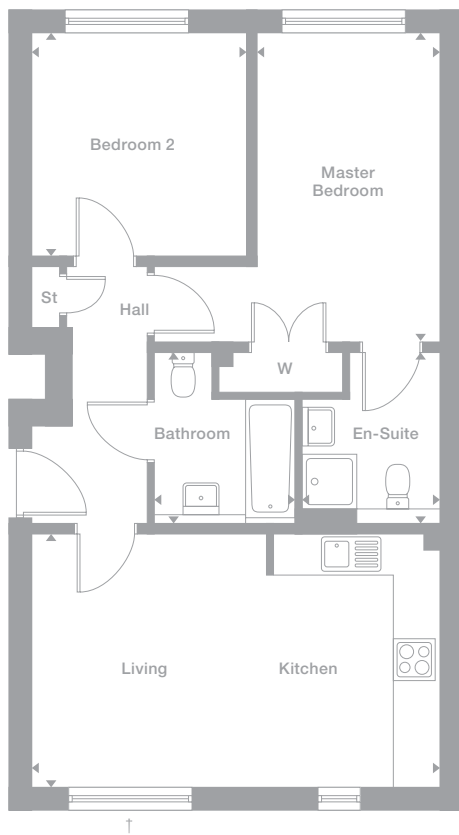 Bedroom 2
Master
Bedroom
St
Hall
W
Bathroom
En-Suite
Living
Kitchen
†